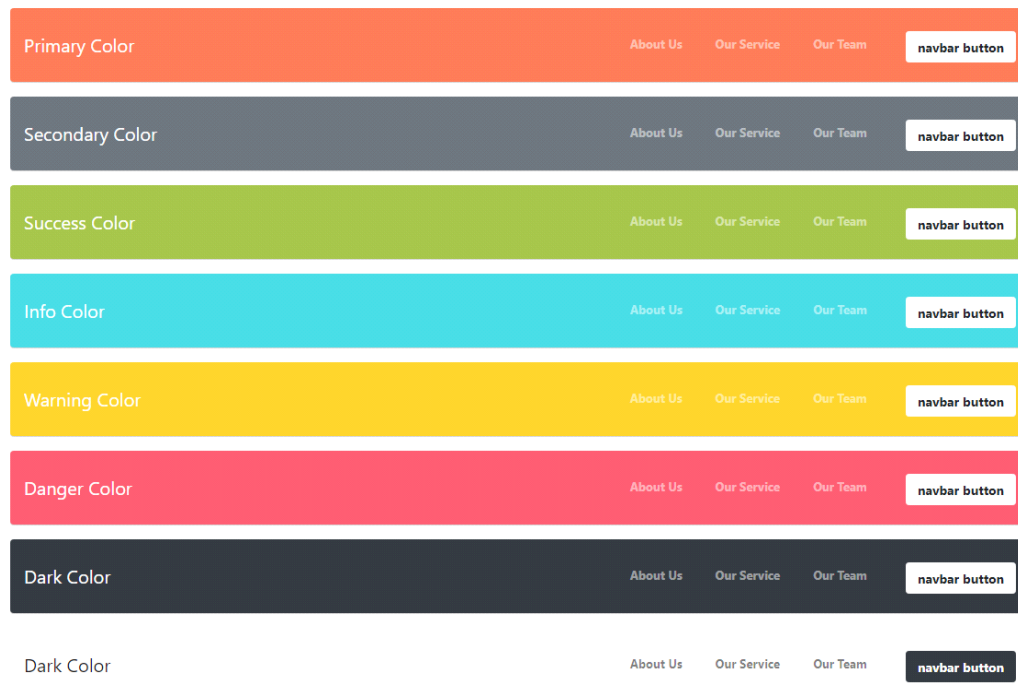 Primary Color About Us Our Service Our Team navbar button
Secondary Color About Us Our Service Our Team navbar button
Success Color About Us Our Service Our Team navbar button
Info Color About Us Our Service Our Team navbar button
Warning Color About Us Our Service Our Team navbar button
Danger Color About Us Our Service Our Team navbar button
Dark Color About Us Our Service Our Team navbar button
Dark Color About Us Our Service Our Team navbar button